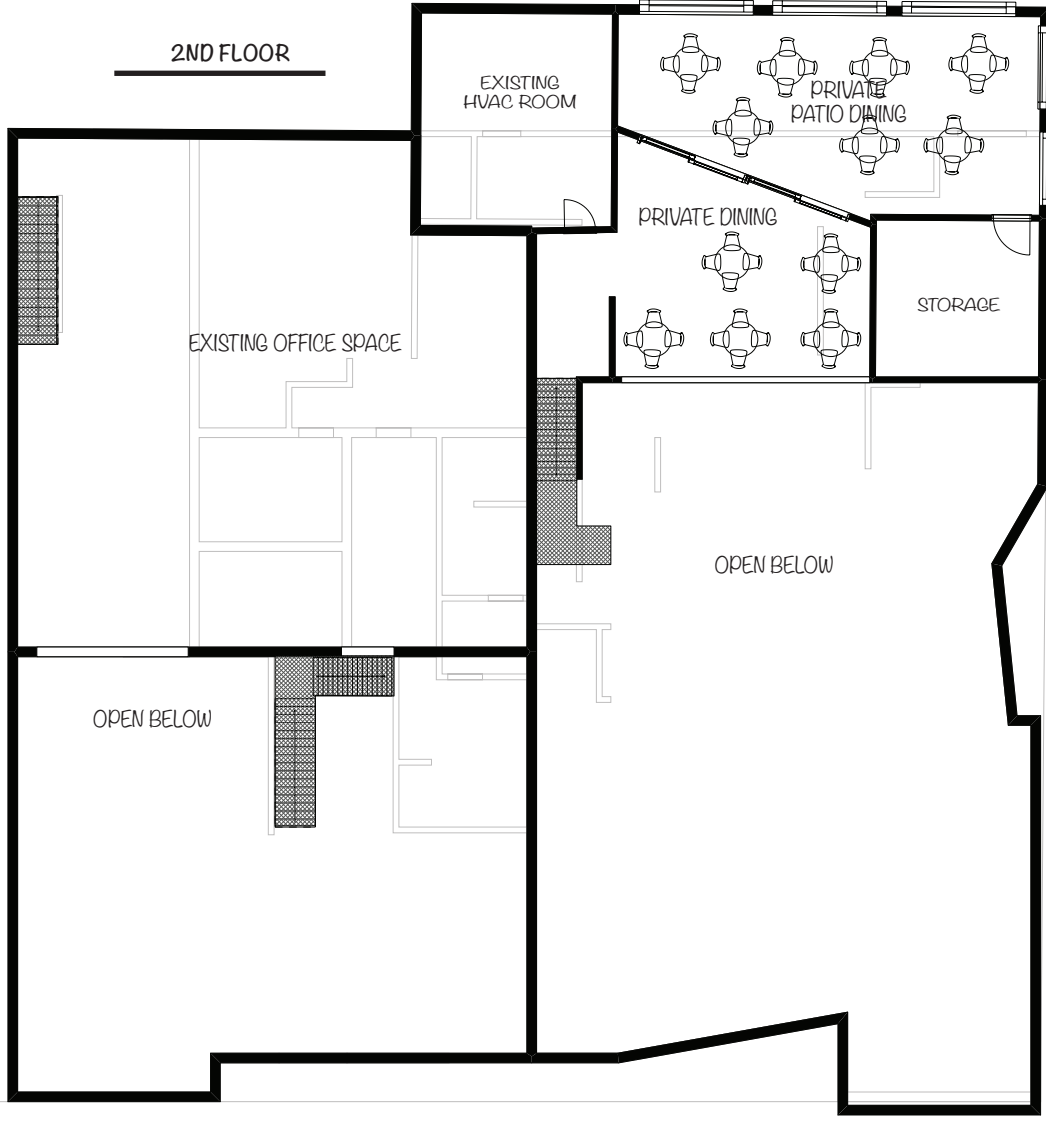 2ND FLOOR
EXISTING
HVAC ROOM
PRIVATE
PATIO DINING
PRIVATE DINING
STORAGE
EXISTING OFFICE SPACE
OPEN BELOW
OPEN BELOW